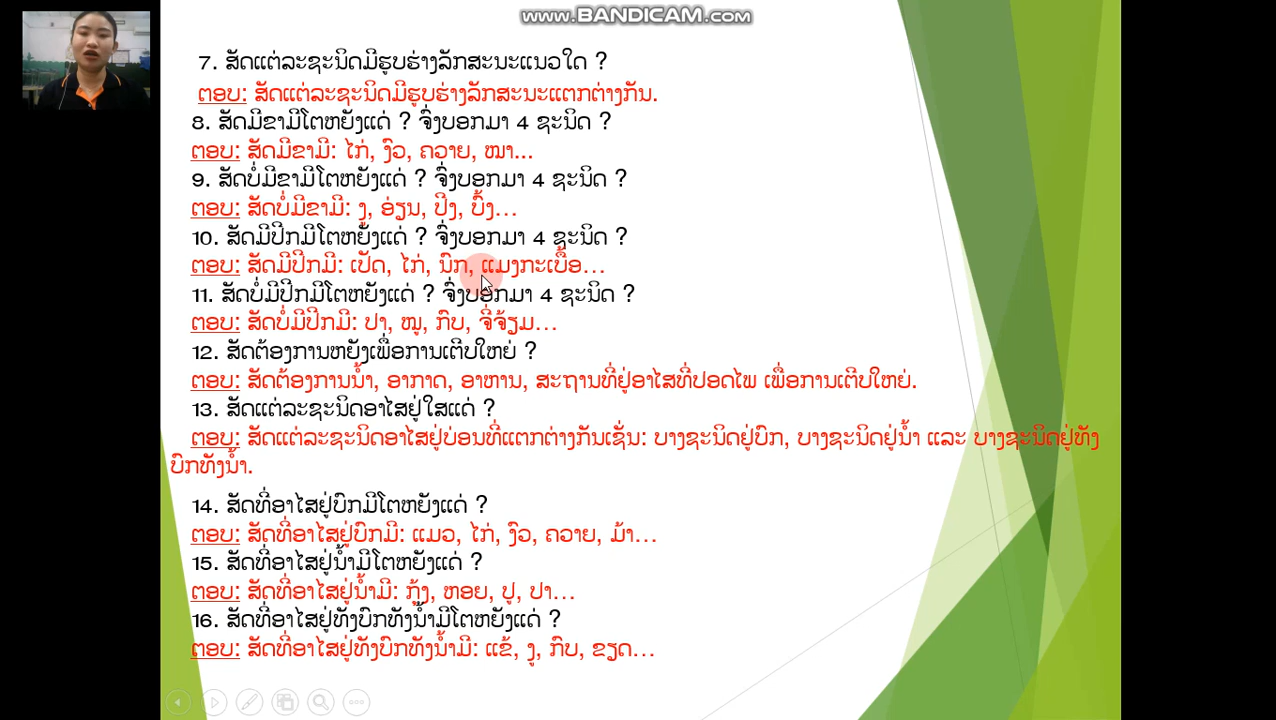 www.BANDICAM.com
7. ສັດແຕ່ລະຊະນິດມີຮູບຮ່າງລັກສະນະແນວໃດ ?
ຕອບ: ສັດແຕ່ລະຊະນິດມີຮູບຮ່າງລັກສະນະແຕກຕ່າງກັນ.
8. ສັດມີຂາມີໂຕຫຍັງແດ່ ? ຈົ່ງບອກມາ 4 ຊະນິດ ?
ຕອບ: ສັດມີຂາມີ: ໄກ່, ງົວ, ຄວາຍ, ໝາ...
9. ສັດບໍ່ມີຂາມີໂຕຫຍັງແດ່ ? ຈົ່ງບອກມາ 4 ຊະນິດ ?
ຕອບ: ສັດບໍ່ມີຂາມີ: ງູ, ອ່ຽນ, ປີງ, ບົ້ງ...
10. ສັດມີປີກມີໂຕຫຍັງແດ່ ? ຈົ່ງບອກມາ 4 ຊະນິດ ?
ຕອບ: ສັດມີປີກມີ: ເປັດ, ໄກ່, ນົກ, ແມງກະເບື້ອ...
11. ສັດບໍ່ມີປີກມີໂຕຫຍັງແດ່ ? ຈົ່ງບອກມາ 4 ຊະນິດ ?
ຕອບ: ສັດບໍ່ມີປີກມີ: ປາ, ໝູ, ກົບ, ຈີ່ຈ້ຽມ...
12. ສັດຕ້ອງການຫຍັງເພື່ອການເຕີບໃຫຍ່ ?
ຕອບ: ສັດຕ້ອງການນໍ້າ, ອາກາດ, ອາຫານ, ສະຖານທີ່ຢູ່ອາໄສທີ່ປອດໄພ ເພື່ອການເຕີບໃຫຍ່.
13. ສັດແຕ່ລະຊະນິດອາໄສຢູ່ໃສແດ່ ?
ຕອບ: ສັດແຕ່ລະຊະນິດອາໄສຢູ່ບ່ອນທີ່ແຕກຕ່າງກັນເຊັ່ນ: ບາງຊະນິດຢູ່ບົກ, ບາງຊະນິດຢູ່ນໍ້າ ແລະ ບາງຊະນິດຢູ່ທັງ
ບົກທັງນໍ້າ.
14. ສັດທີ່ອາໄສຢູ່ບົກມີໂຕຫຍັງແດ່ ?
ຕອບ: ສັດທີ່ອາໄສຢູ່ບົກມີ: ແມວ, ໄກ່, ງົວ, ຄວາຍ, ມ້າ...
15. ສັດທີ່ອາໄສຢູ່ນໍ້າມີໂຕຫຍັງແດ່ ?
ຕອບ: ສັດທີ່ອາໄສຢູ່ນໍ້າມີ: ກຸ້ງ, ຫອຍ, ປູ, ປາ...
16. ສັດທີ່ອາໄສຢູ່ທັງບົກທັງນໍ້າມີໂຕຫຍັງແດ່ ?
ຕອບ: ສັດທີ່ອາໄສຢູ່ທັງບົກທັງນໍ້າມີ: ແຂ້, ງູ, ກົບ, ຂຽດ...